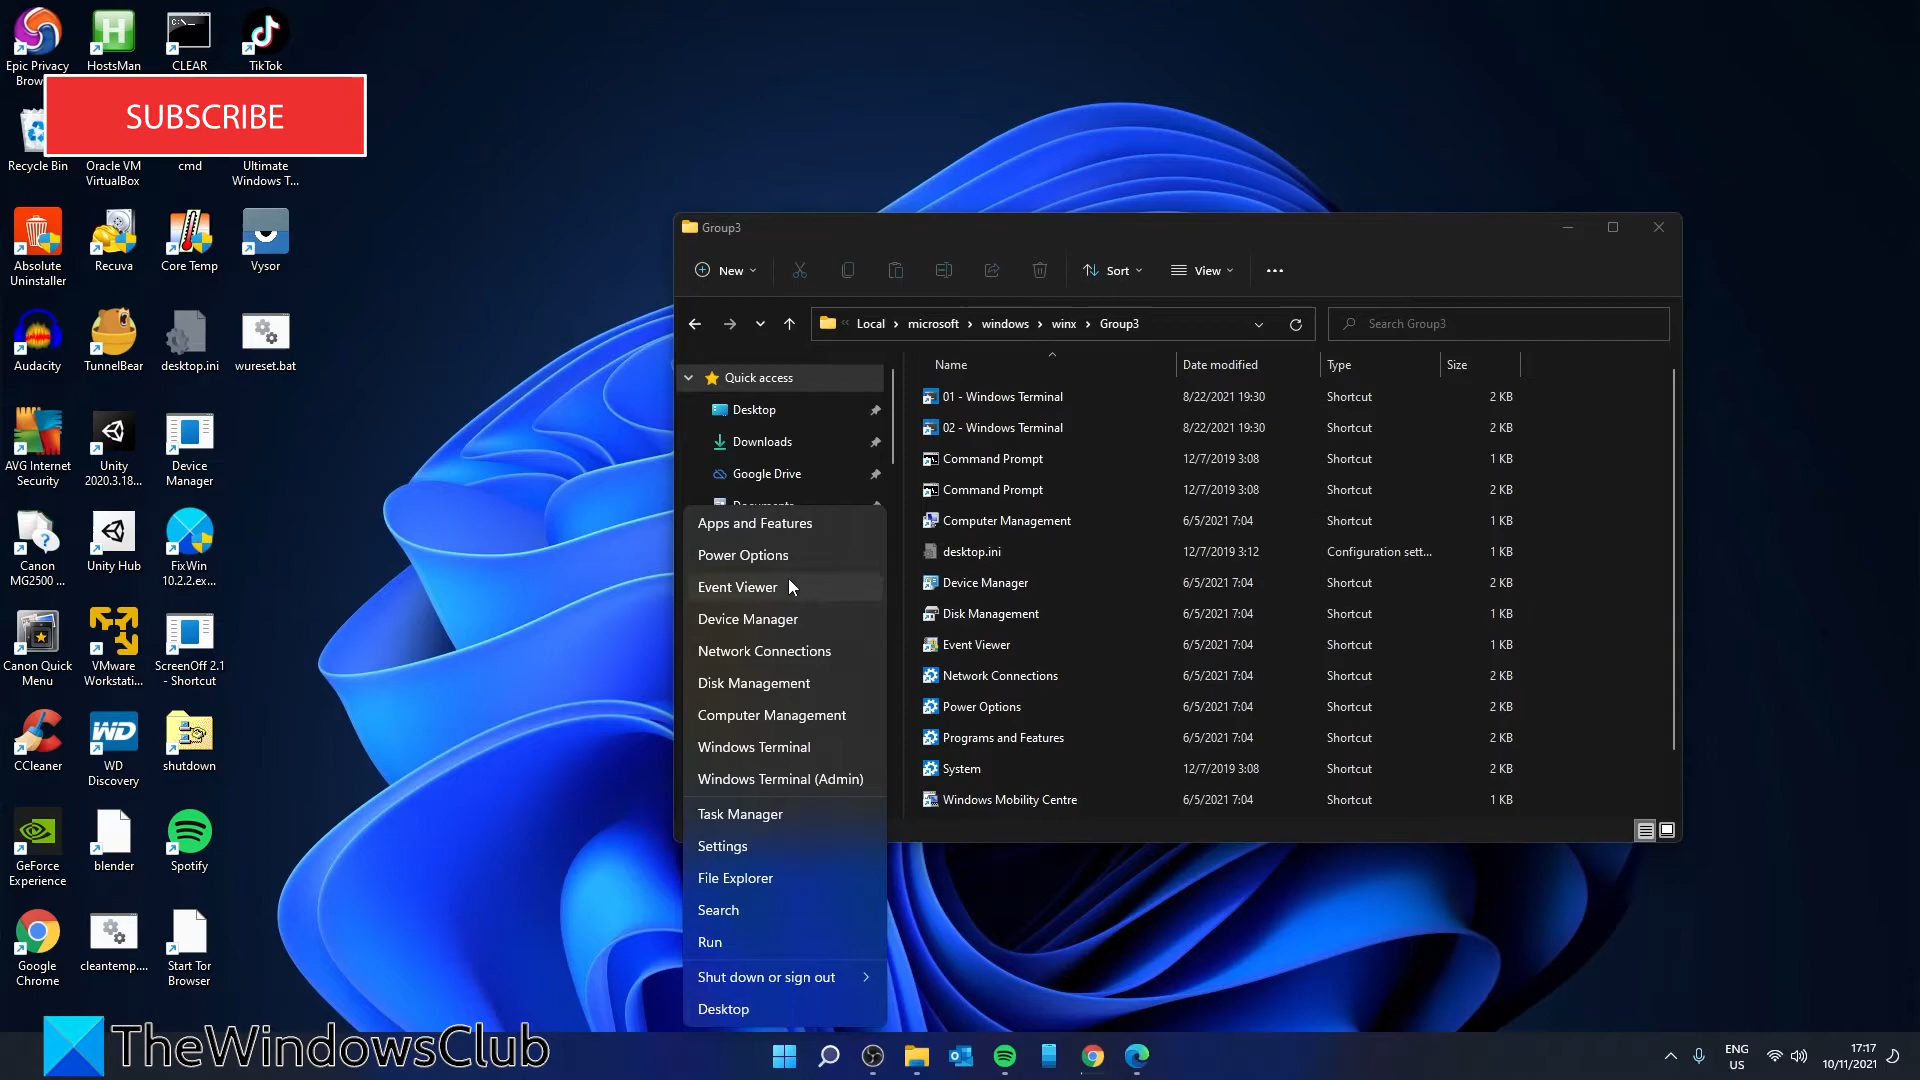 Epic Privacy
Brow...
HostsMan
CLEAR
TikTok
SUBSCRIBE
Recycle Bin
Oracle VM
VirtualBox
cmd
Ultimate
Windows T...
Absolute
Uninstaller
Recuva
Core Temp
Vysor
Audacity
TunnelBear
desktop.ini
wureset.bat
AVG Internet
Security
Unity
2020.3.18...
Device
Manager
Canon
MG2500 ...
Unity Hub
FixWin
10.2.2.ex...
Canon Quick
Menu
VMware
Workstati...
ScreenOff 2.1
- Shortcut
CCleaner
WD
WD
Discovery
shutdown
GeForce
Experience
blender
Spotify
Google
Chrome
cleantemp....
Start Tor
Browser
TheWindowsClub
Group3
New
Sort
View
Local > microsoft > windows > winx > Group3
Search Group3
Quick access
Desktop
Downloads
Google Drive
Name Date modified Type Size
01 - Windows Terminal 8/22/2021 19:30 Shortcut 2 KB
02 - Windows Terminal 8/22/2021 19:30 Shortcut 2 KB
Command Prompt 12/7/2019 3:08 Shortcut 1 KB
Command Prompt 12/7/2019 3:08 Shortcut 2 KB
Computer Management 6/5/2021 7:04 Shortcut 1 KB
desktop.ini 12/7/2019 3:12 Configuration sett... 1 KB
Device Manager 6/5/2021 7:04 Shortcut 2 KB
Disk Management 6/5/2021 7:04 Shortcut 1 KB
Event Viewer 6/5/2021 7:04 Shortcut 1 KB
Network Connections 6/5/2021 7:04 Shortcut 2 KB
Power Options 6/5/2021 7:04 Shortcut 2 KB
Programs and Features 6/5/2021 7:04 Shortcut 2 KB
System 12/7/2019 3:08 Shortcut 2 KB
Windows Mobility Centre 6/5/2021 7:04 Shortcut 1 KB
Apps and Features
Power Options
Event Viewer
Device Manager
Network Connections
Disk Management
Computer Management
Windows Terminal
Windows Terminal (Admin)
Task Manager
Settings
File Explorer
Search
Run
Shut down or sign out
Desktop
ENG
US
17:17
10/11/2021